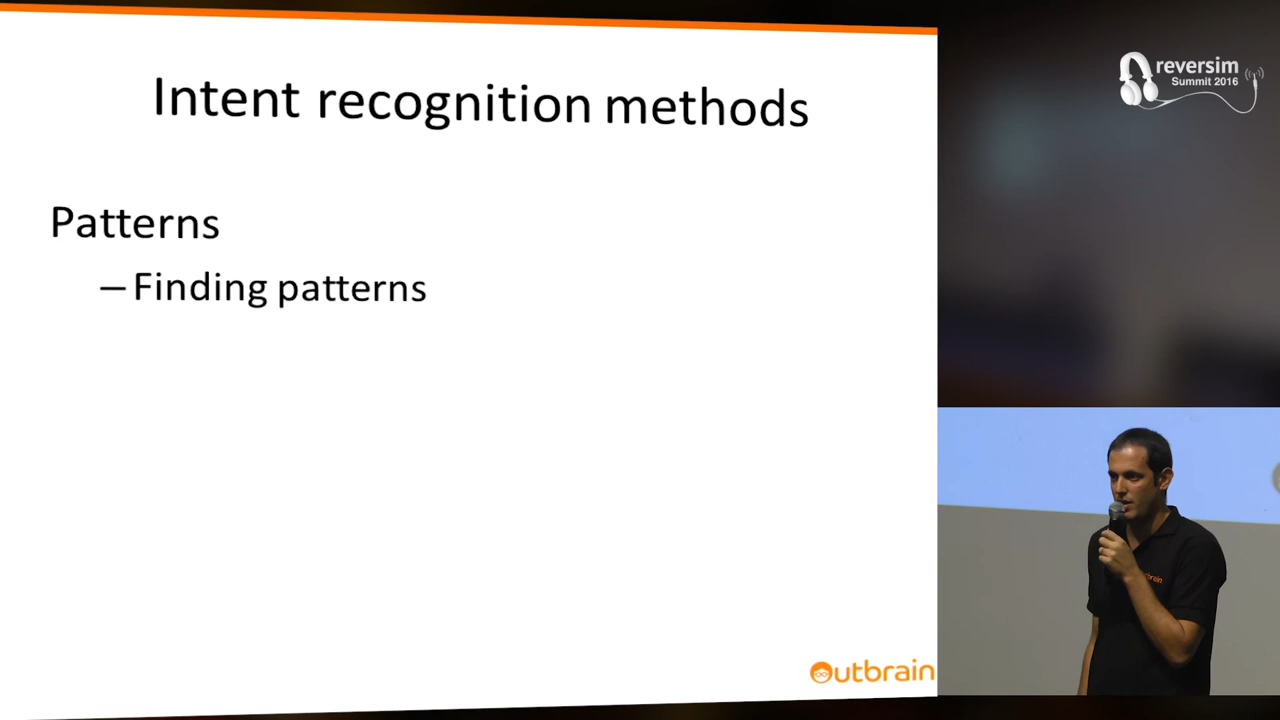 Intent recognition methods
Patterns
– Finding patterns
Outbrain
reversim
Summit 2016